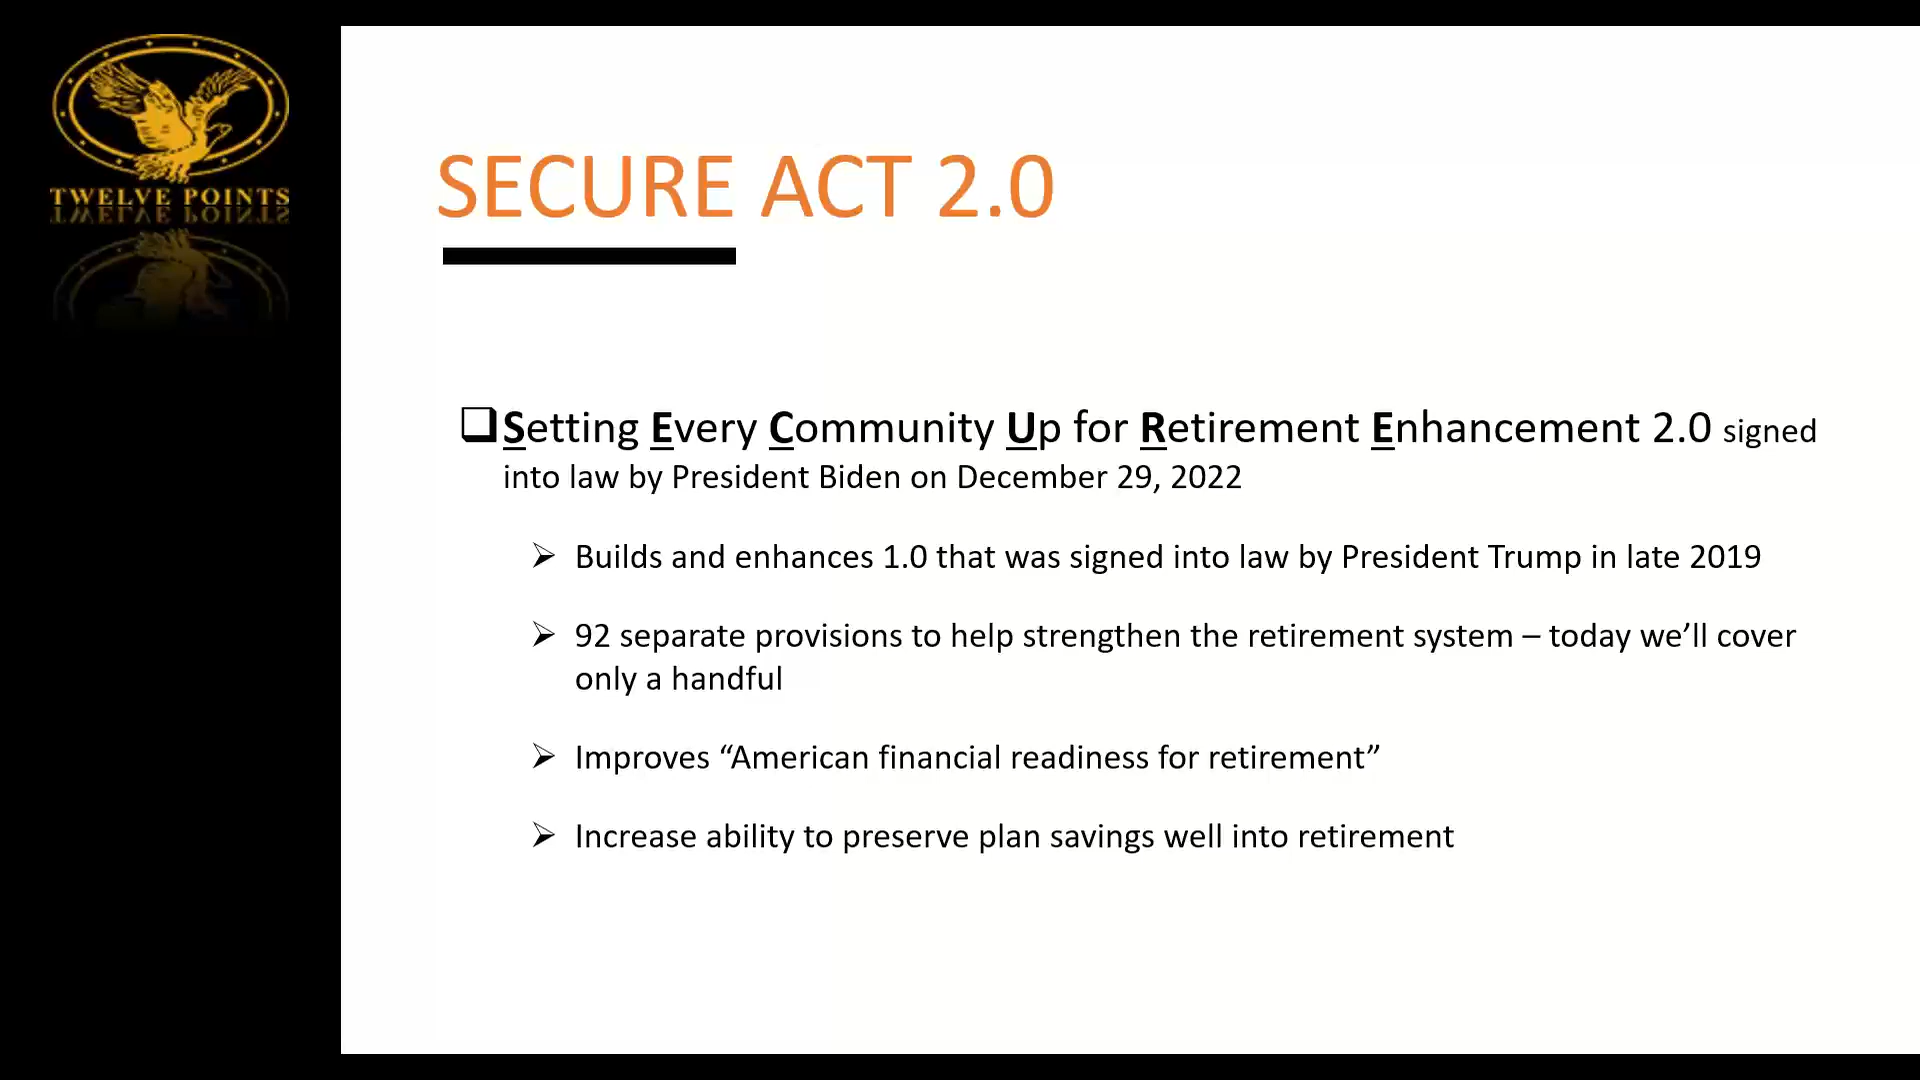 TWELVE POINTS
SECURE ACT 2.0
Setting Every Community Up for Retirement Enhancement 2.0 signed
into law by President Biden on December 29, 2022
Builds and enhances 1.0 that was signed into law by President Trump in late 2019
92 separate provisions to help strengthen the retirement system – today we’ll cover
only a handful
Improves “American financial readiness for retirement”
Increase ability to preserve plan savings well into retirement